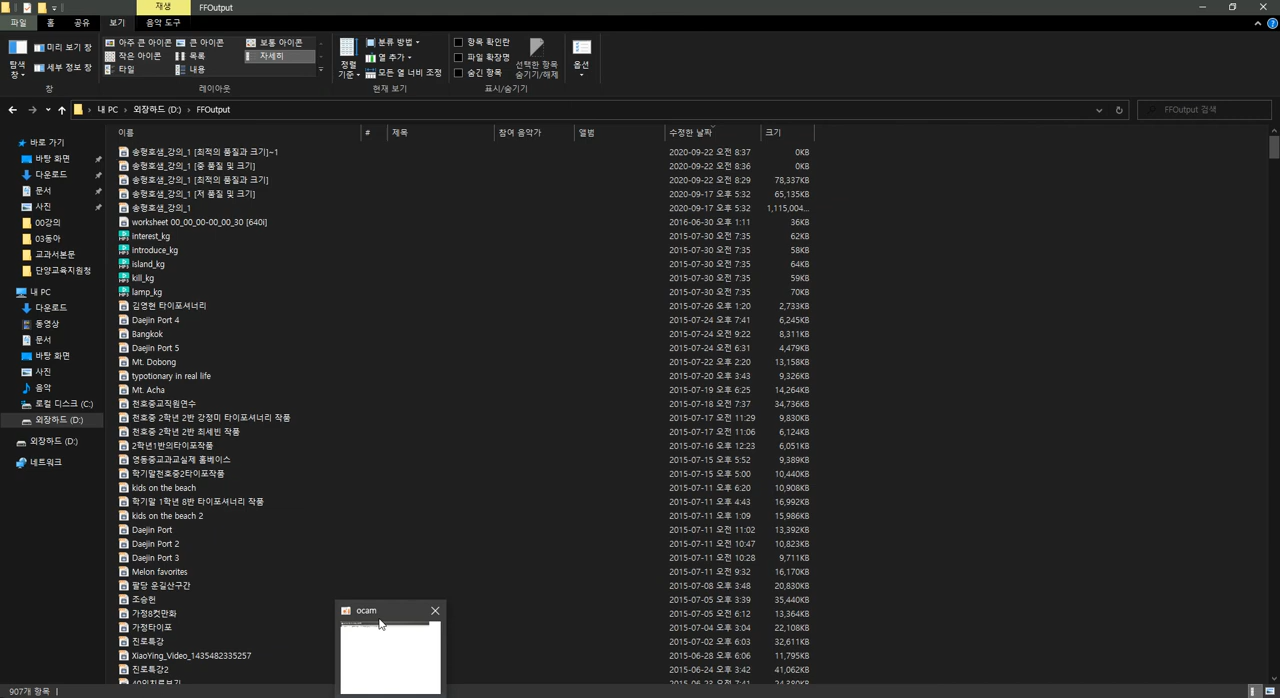 재생
FFOutput
파일
홈
공유
보기
음악 도구
탐색 창
미리 보기 창
세부 정보 창
창
아주 큰 아이콘
큰 아이콘
보통 아이콘
작은 아이콘
목록
자세히
타일
내용
레이아웃
정렬 기준
분류 방법
열 추가
모든 열 너비 조정
현재 보기
항목 확인란
파일 확장명
숨긴 항목
선택한 항목 숨기기/해제
표시/숨기기
옵션
내 PC > 외장하드 (D:) > FFOutput
FFOutput 검색
이름 # 제목 참여 음악가 앨범 수정한 날짜 크기
바로 가기
바탕 화면
다운로드
문서
사진
00강의
03동아
교과서본문
단양교육지원청
내 PC
다운로드
동영상
문서
바탕 화면
사진
음악
로컬 디스크 (C:)
외장하드 (D:)
외장하드 (D:)
네트워크
송형호샘_강의_1 [최적의 품질과 크기]~1 2020-09-22 오전 8:37 0KB
송형호샘_강의_1 [중 품질 및 크기] 2020-09-22 오전 8:36 0KB
송형호샘_강의_1 [최적의 품질과 크기] 2020-09-22 오전 8:29 78,337KB
송형호샘_강의_1 [저 품질 및 크기] 2020-09-17 오후 5:32 65,135KB
송형호샘_강의_1 2020-09-17 오후 5:32 1,115,004...
worksheet 00_00_00-00_00_30 [640i] 2016-06-30 오후 1:11 36KB
interest_kg 2015-07-30 오전 7:35 62KB
introduce_kg 2015-07-30 오전 7:35 58KB
island_kg 2015-07-30 오전 7:35 64KB
kill_kg 2015-07-30 오전 7:35 59KB
lamp_kg 2015-07-30 오전 7:35 70KB
김영현 타이포셔너리 2015-07-26 오후 1:20 2,733KB
Daejin Port 4 2015-07-24 오후 7:41 6,245KB
Bangkok 2015-07-24 오전 9:22 8,311KB
Daejin Port 5 2015-07-24 오전 6:31 4,479KB
Mt. Dobong 2015-07-22 오후 2:20 13,158KB
typotionary in real life 2015-07-20 오후 3:43 9,326KB
Mt. Acha 2015-07-19 오후 6:25 14,264KB
천호중직원연수 2015-07-18 오후 7:37 34,736KB
천호중 2학년 2반 강정미 타이포셔너리 작품 2015-07-17 오전 11:29 9,830KB
천호중 2학년 2반 최세빈 작품 2015-07-17 오전 11:06 6,124KB
2학년1반의타이포작품 2015-07-16 오후 12:23 6,051KB
영동중교과교실제 홈베이스 2015-07-15 오후 5:52 9,389KB
학기말천호중2타이포작품 2015-07-15 오후 5:00 10,440KB
kids on the beach 2015-07-11 오후 6:20 10,908KB
학기말 1학년 8반 타이포셔너리 작품 2015-07-11 오후 4:43 16,992KB
kids on the beach 2 2015-07-11 오후 1:09 15,986KB
Daejin Port 2015-07-11 오전 11:02 13,392KB
Daejin Port 2 2015-07-11 오전 10:47 10,823KB
Daejin Port 3 2015-07-11 오전 10:28 9,711KB
Melon favorites 2015-07-11 오전 9:32 16,170KB
팔당 운길산구간 2015-07-08 오후 3:48 20,830KB
조승헌 2015-07-05 오후 3:39 35,440KB
가정8컷만화 2015-07-05 오후 6:12 13,364KB
가정타이포 2015-07-04 오후 3:04 22,108KB
진로특강 2015-07-02 오후 6:03 32,611KB
XiaoYing_Video_1435482335257 2015-06-28 오후 6:06 11,795KB
진로특강2 2015-06-24 오후 3:42 41,062KB
ocam
907개 항목